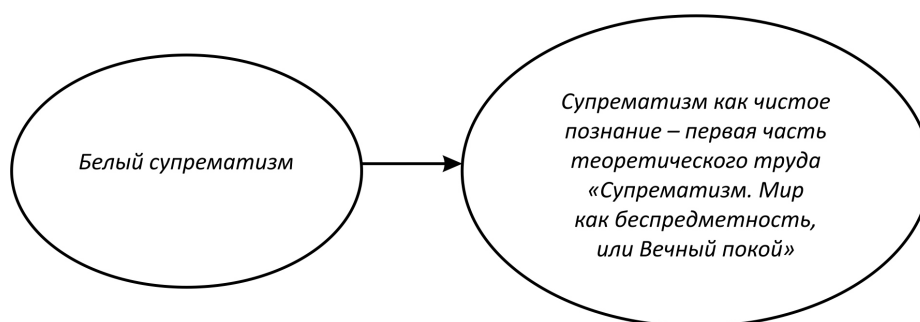 Белый супрематизм
Супрематизм как чистое
познание – первая часть
теоретического труда
«Супрематизм. Мир
как беспредметность,
или Вечный покой»